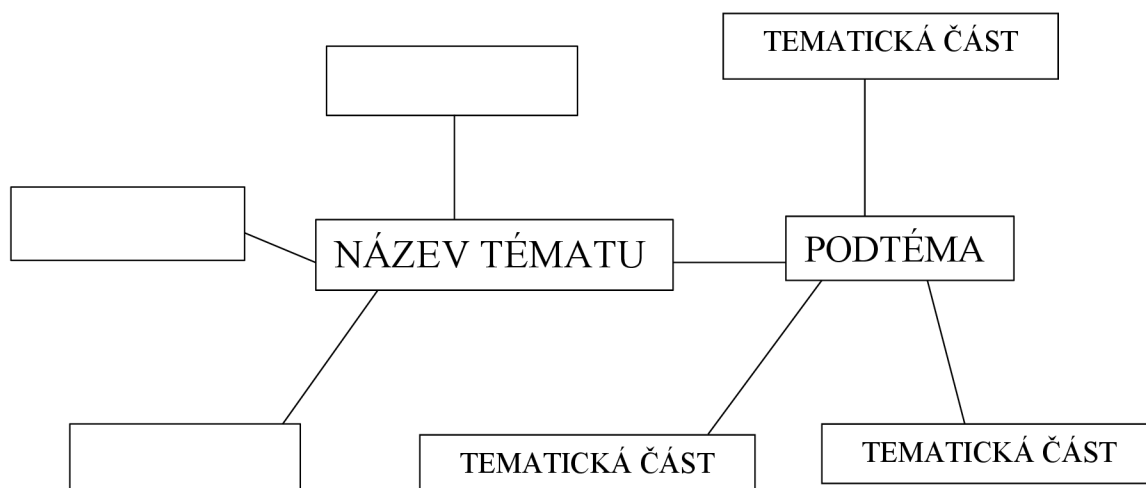 TEMATICKÁ ČÁST
NÁZEV TÉMATU
PODTÉMA
TEMATICKÁ ČÁST
TEMATICKÁ ČÁST